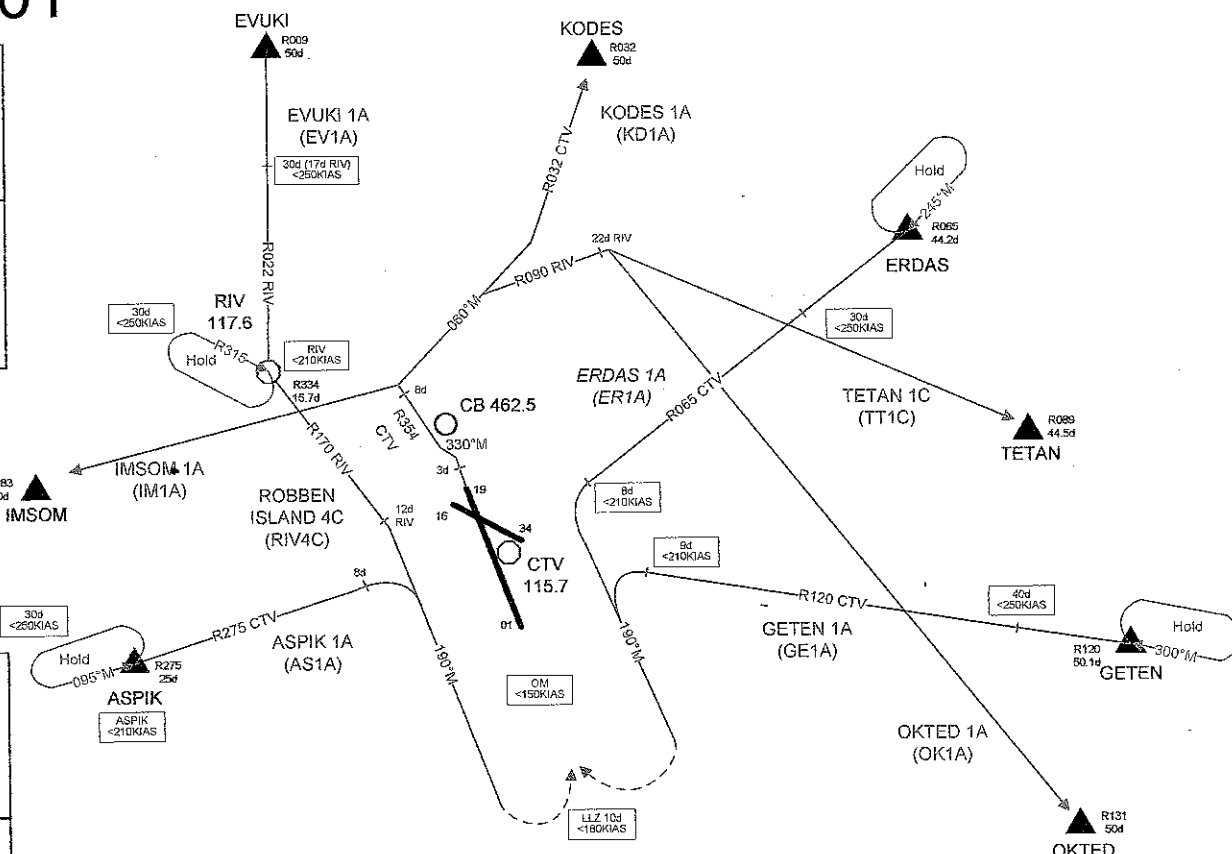 01
EVUKI
R009
50d
KODES
R032
50d
EVUKI 1A
(EV1A)
KODES 1A
(KD1A)
30d (17d RIV)
<250KIAS
R032 CTV
Hold
245°M
R065
44.2d
ERDAS
R022 RIV
22d RIV
R090 RIV
060°M
RIV
117.6
30d
<250KIAS
R315
Hold
RIV
<210KIAS
R334
15.7d
30d
<250KIAS
ERDAS 1A
(ER1A)
R065 CTV
8d
R354
CTV
CB 462.5
330°M
3d
TETAN 1C
(TT1C)
R089
44.5d
TETAN
R170 RIV
IMSOM 1A
(IM1A)
IMSOM
ROBBEN
ISLAND 4C
(RIV4C)
12d
RIV
19
16
34
CTV
115.7
01
8d
<210KIAS
9d
<210KIAS
R120 CTV
40d
<250KIAS
GETEN 1A
(GE1A)
Hold
300°M
R120
50.1d
GETEN
8d
R275 CTV
ASPIK 1A
(AS1A)
30d
<250KIAS
Hold
095°M
R275
25d
ASPIK
ASPIK
<210KIAS
190°M
190°M
OM
<150KIAS
LLZ 10d
<180KIAS
OKTED 1A
(OK1A)
R131
50d
OKTED